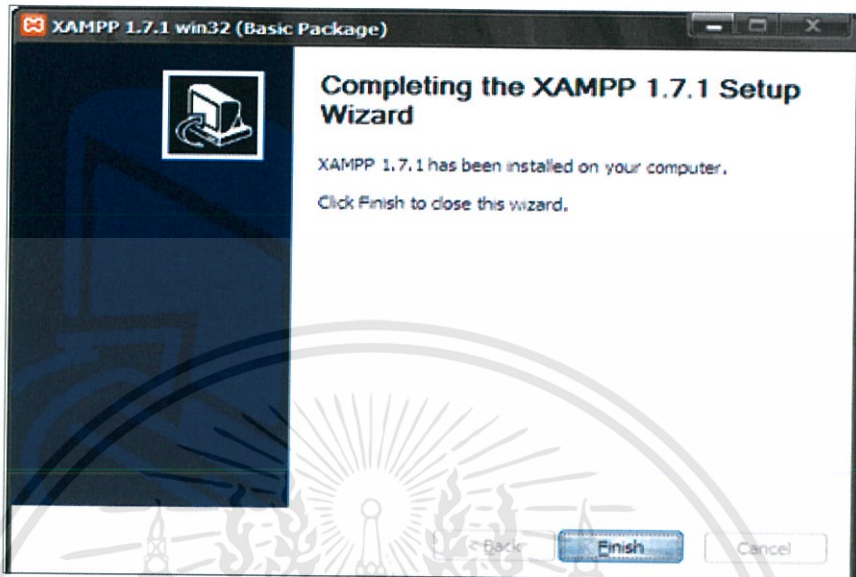 XAMPP 1.7.1 win32 (Basic Package)
Completing the XAMPP 1.7.1 Setup
Wizard
XAMPP 1.7.1 has been installed on your computer.
Click Finish to close this wizard.
< Back Finish Cancel